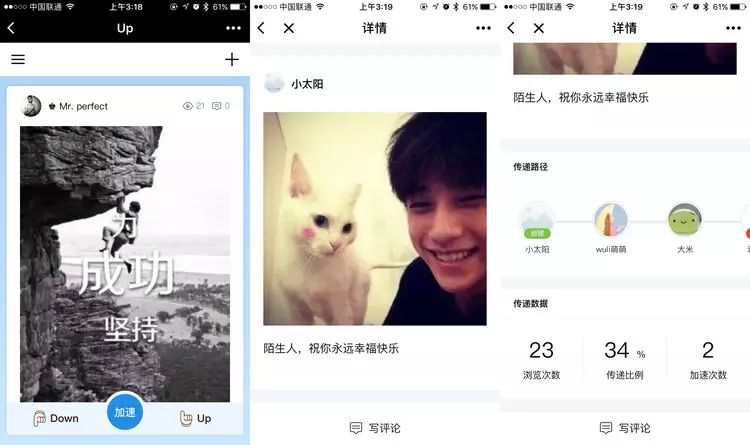 中国联通 上午3:18 61%
Up
Mr. perfect 21 0
为
成功
坚持
Down 加速 Up
中国联通 上午3:19 61%
详情
小太阳
陌生人，祝你永远幸福快乐
写评论
中国联通 上午3:19 61%
详情
陌生人，祝你永远幸福快乐
传递路径
创建
小太阳 wuli萌萌 大米
传递数据
23 34 % 2
浏览次数 传递比例 加速次数
写评论